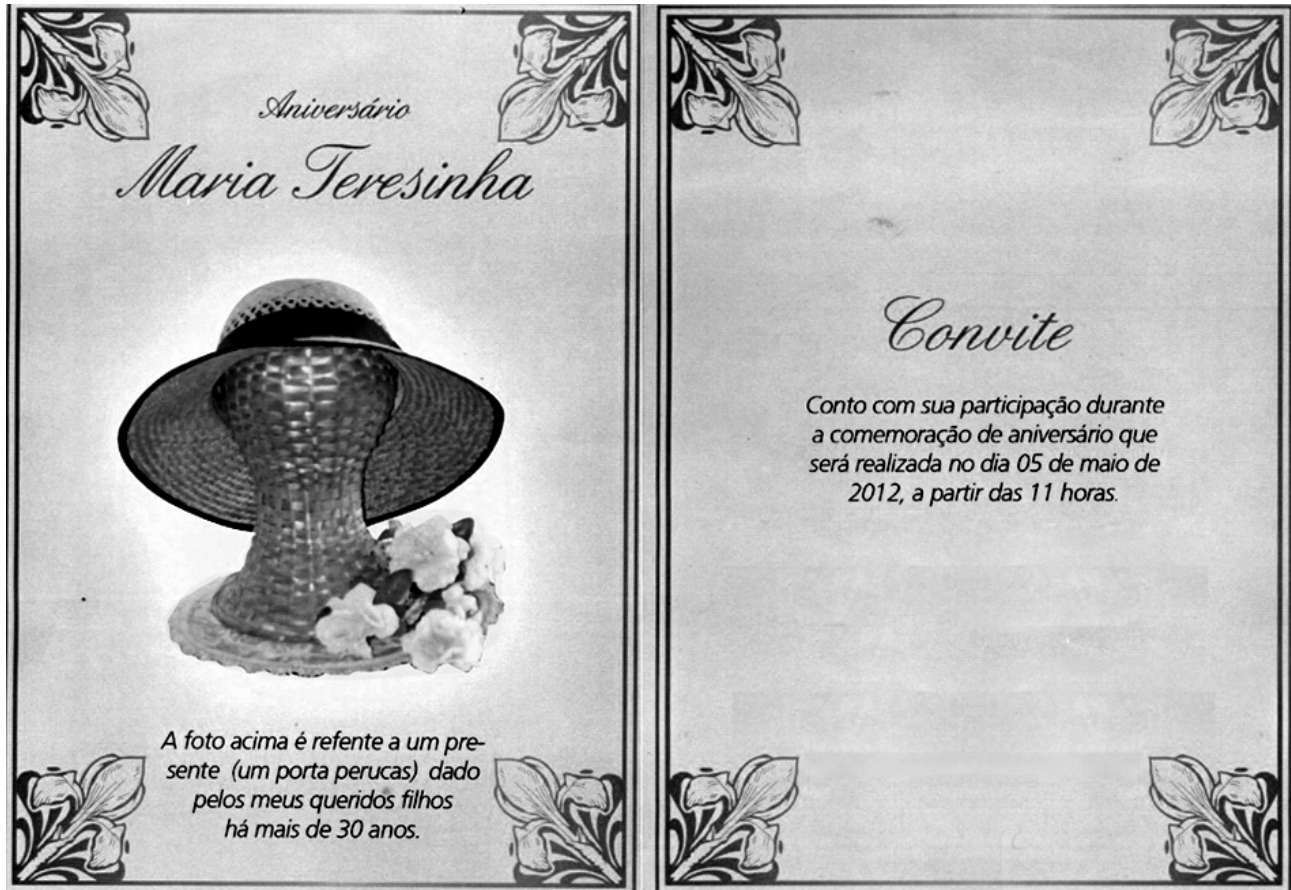 Aniversário
Maria Teresinha
A foto acima é refente a um pre-
sente (um porta perucas) dado
pelos meus queridos filhos
há mais de 30 anos.
Convite
Conto com sua participação durante
a comemoração de aniversário que
será realizada no dia 05 de maio de
2012, a partir das 11 horas.